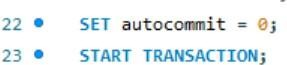 22 SET autocommit = 0;
23 START TRANSACTION;